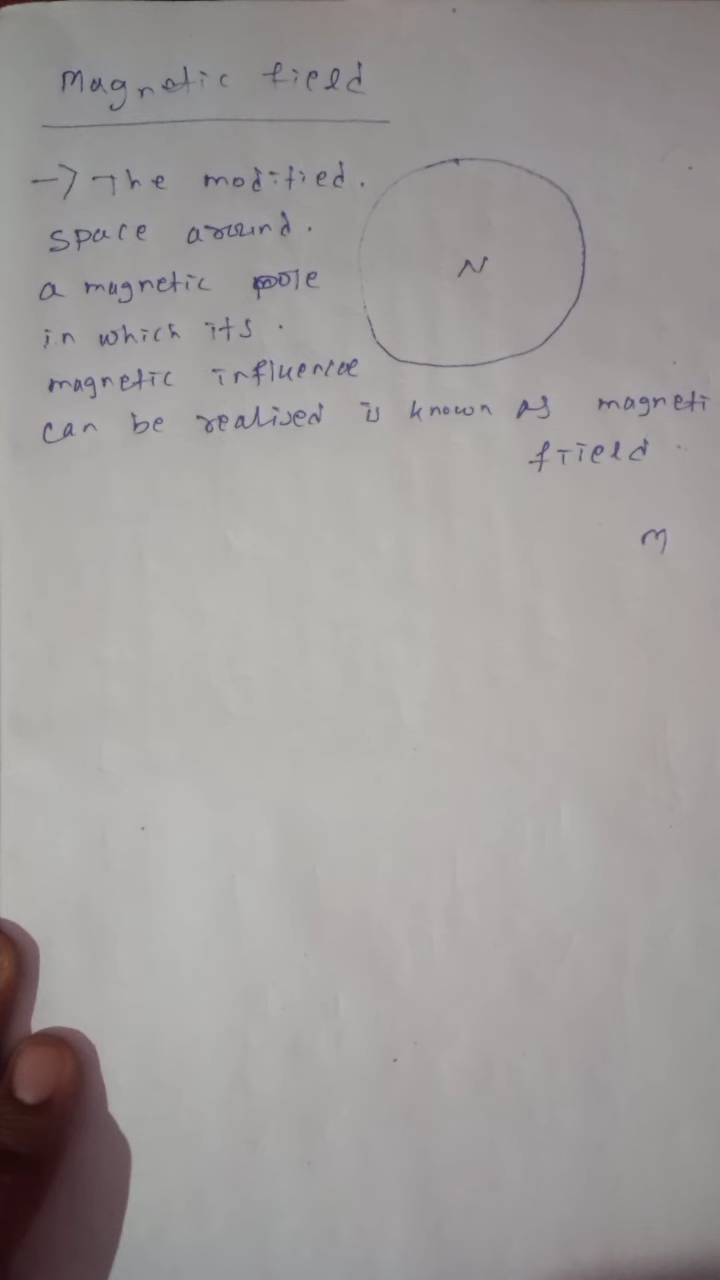 Magnetic field
→ The modified.
space around.
N
a magnetic pole
in which its.
magnetic influence
can be realised is known as magneti
frield.
m